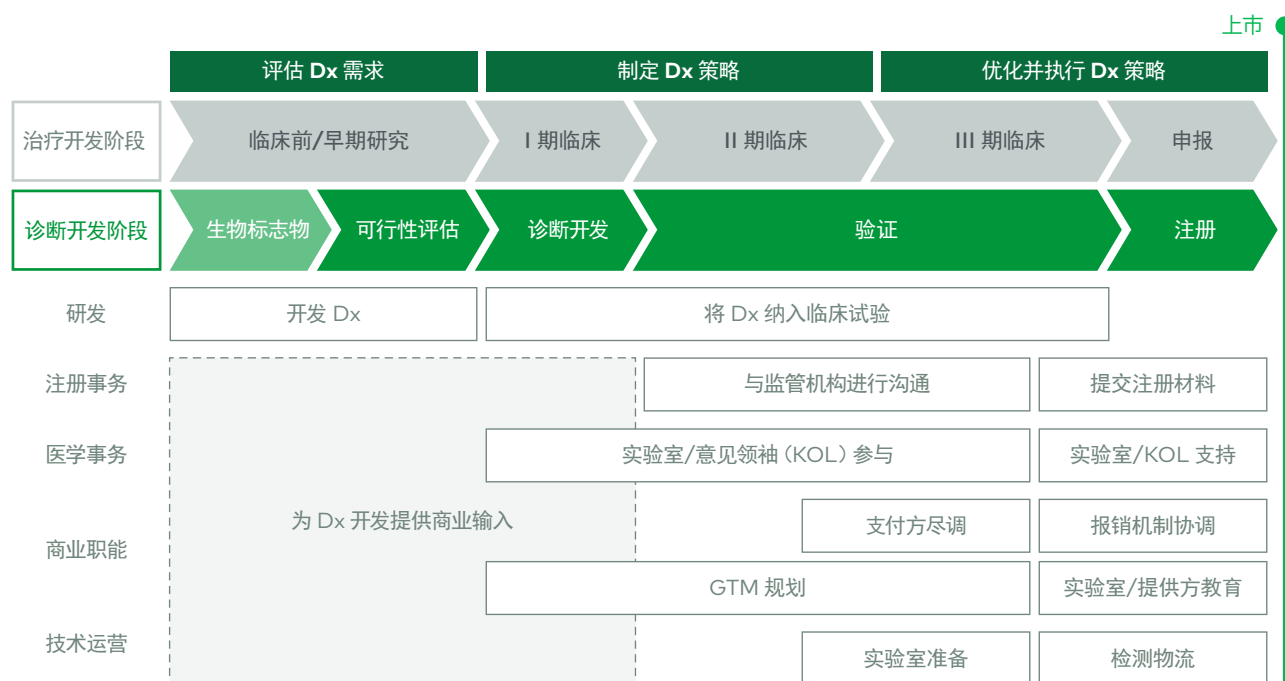 上市
评估 Dx 需求
制定 Dx 策略
优化并执行 Dx 策略
治疗开发阶段
临床前/早期研究
I 期临床
II 期临床
III 期临床
申报
诊断开发阶段
生物标志物
可行性评估
诊断开发
验证
注册
研发
开发 Dx
将 Dx 纳入临床试验
注册事务
与监管机构进行沟通
提交注册材料
医学事务
实验室/意见领袖（KOL）参与
实验室/KOL 支持
为 Dx 开发提供商业输入
商业职能
支付方尽调
报销机制协调
GTM 规划
实验室/提供方教育
技术运营
实验室准备
检测物流